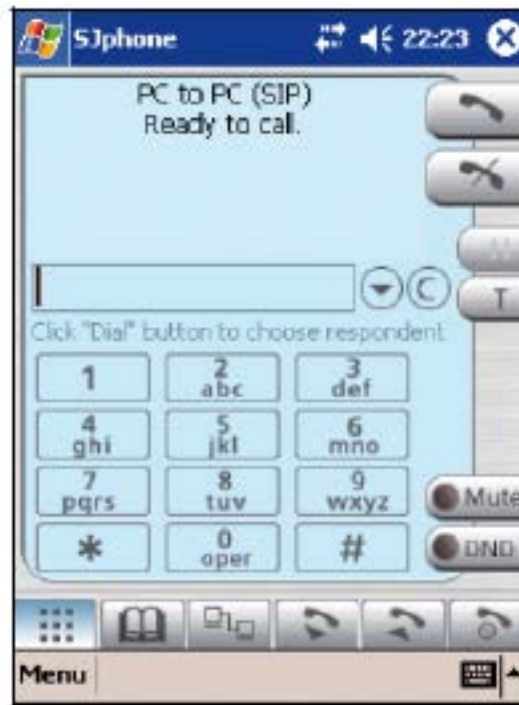 SJphone 22:23
PC to PC (SIP)
Ready to call.
C
T
Click "Dial" button to choose respondent
1 2 3
abc def
4 5 6
ghi jkl mno
7 8 9
pqrs tuv wxyz
Mute
* 0 #
oper
DND
Menu